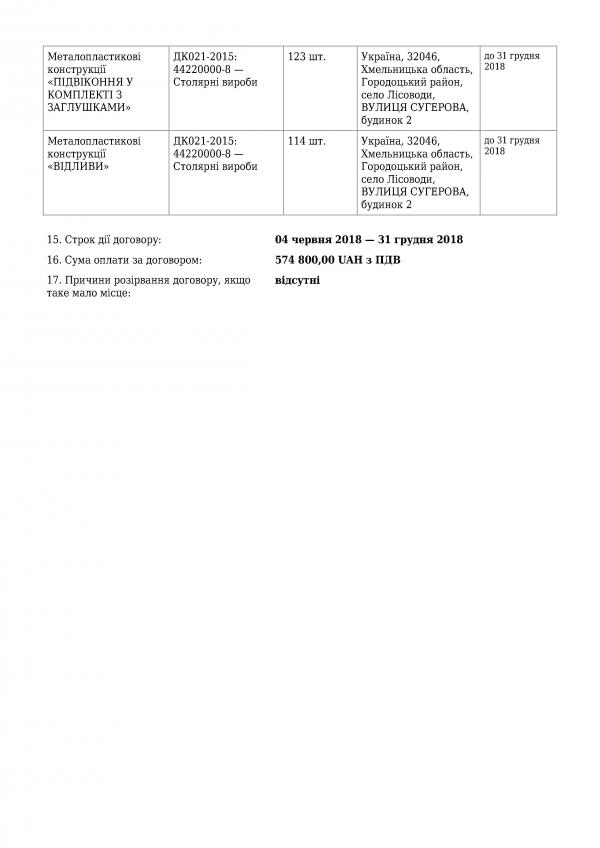 Металопластикові
конструкції
«ПІДВІКОННЯ У
КОМПЛЕКТІ З
ЗАГЛУШКАМИ»
ДК021-2015:
44220000-8 —
Столярні вироби
123 шт.
Україна, 32046,
Хмельницька область,
Городоцький район,
село Лісоводи,
ВУЛИЦЯ СУГЕРОВА,
будинок 2
до 31 грудня
2018
Металопластикові
конструкції
«ВІДЛИВИ»
ДК021-2015:
44220000-8 —
Столярні вироби
114 шт.
Україна, 32046,
Хмельницька область,
Городоцький район,
село Лісоводи,
ВУЛИЦЯ СУГЕРОВА,
будинок 2
до 31 грудня
2018
15. Строк дії договору: 04 червня 2018 — 31 грудня 2018
16. Сума оплати за договором: 574 800,00 UAH з ПДВ
17. Причини розірвання договору, якщо відсутні
таке мало місце: